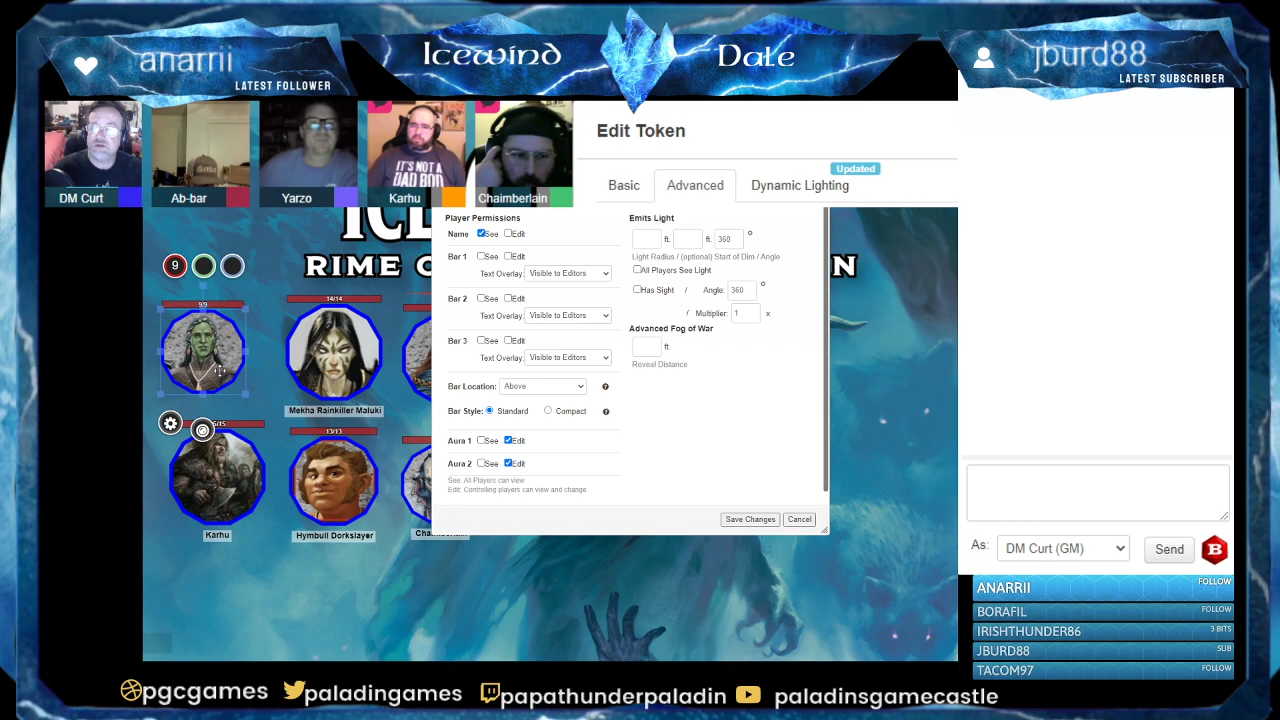 anarrii
LATEST FOLLOWER
Icewind Dale
jburd88
LATEST SUBSCRIBER
DM Curt
Ab-bar
Yarzo
IT'S NOT A
DAD BOD
Karhu
Chaimberlain
Edit Token
Updated
Basic
Advanced
Dynamic Lighting
RIME
Player Permissions
Name See Edit
Bar 1 See Edit
Text Overlay: Visible to Editors
Bar 2 See Edit
Text Overlay: Visible to Editors
Bar 3 See Edit
Text Overlay: Visible to Editors
Bar Location: Above
Bar Style: Standard Compact
Aura 1 See Edit
Aura 2 See Edit
See: All Players can view
Edit: Controlling players can view and change
Emits Light
ft. ft. 360 °
Light Radius / (optional) Start of Dim / Angle
All Players See Light
Has Sight / Angle: 360 °
/ Multiplier: 1 x
Advanced Fog of War
ft.
Reveal Distance
Save Changes Cancel
9
9/9
14/14
Mekha Rainkiller Maluki
13/13
Karhu
Hymbull Dorkslayer
As: DM Curt (GM) Send
ANARRII FOLLOW
BORAFIL FOLLOW
IRISHTHUNDER86 3 BITS
JBURD88 SUB
TACOM97 FOLLOW
pgcgames
paladingames
papathunderpaladin
paladinsgamecastle